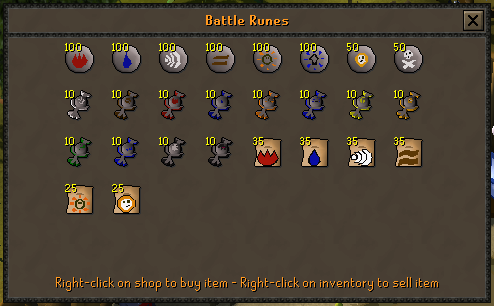 Battle Runes
100 100 100 100 100 100 50 50
10 10 10 10 10 10 10 10
10 10 10 10 35 35 35 35
25 25
Right-click on shop to buy item - Right-click on inventory to sell item